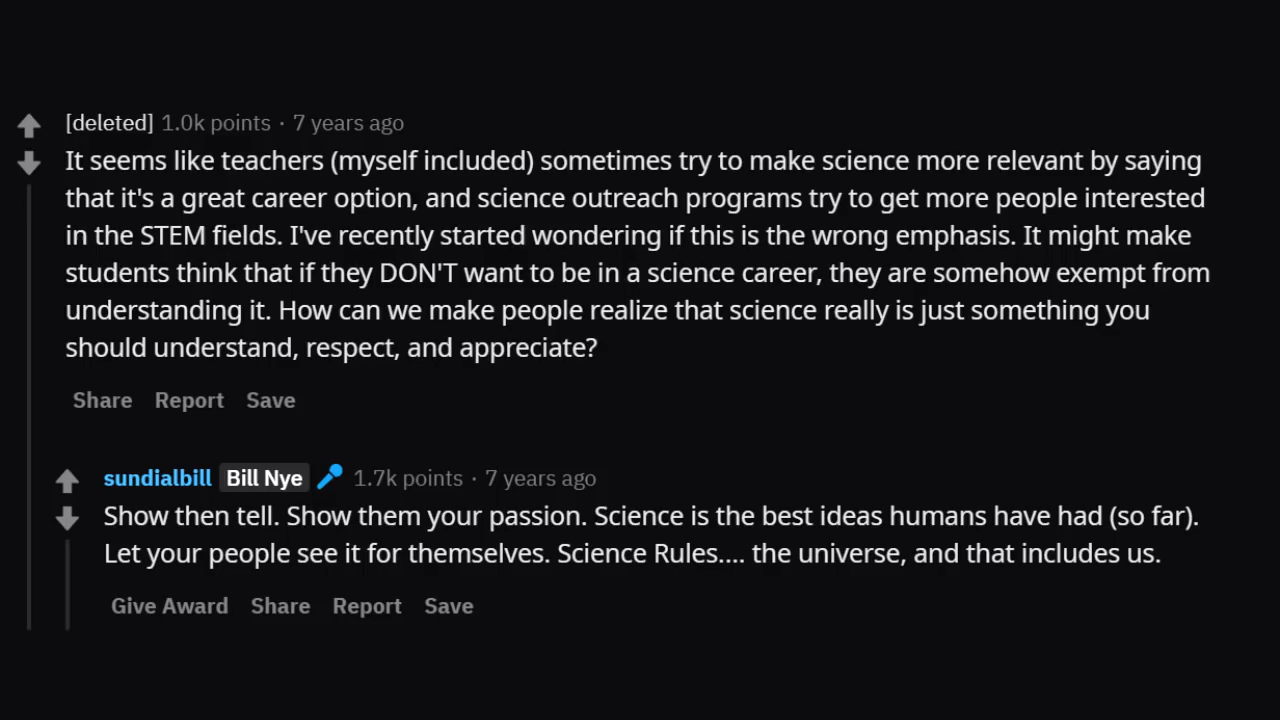 [deleted] 1.0k points · 7 years ago
It seems like teachers (myself included) sometimes try to make science more relevant by saying
that it's a great career option, and science outreach programs try to get more people interested
in the STEM fields. I've recently started wondering if this is the wrong emphasis. It might make
students think that if they DON'T want to be in a science career, they are somehow exempt from
understanding it. How can we make people realize that science really is just something you
should understand, respect, and appreciate?
Share Report Save
sundialbill Bill Nye 1.7k points · 7 years ago
Show then tell. Show them your passion. Science is the best ideas humans have had (so far).
Let your people see it for themselves. Science Rules.... the universe, and that includes us.
Give Award Share Report Save